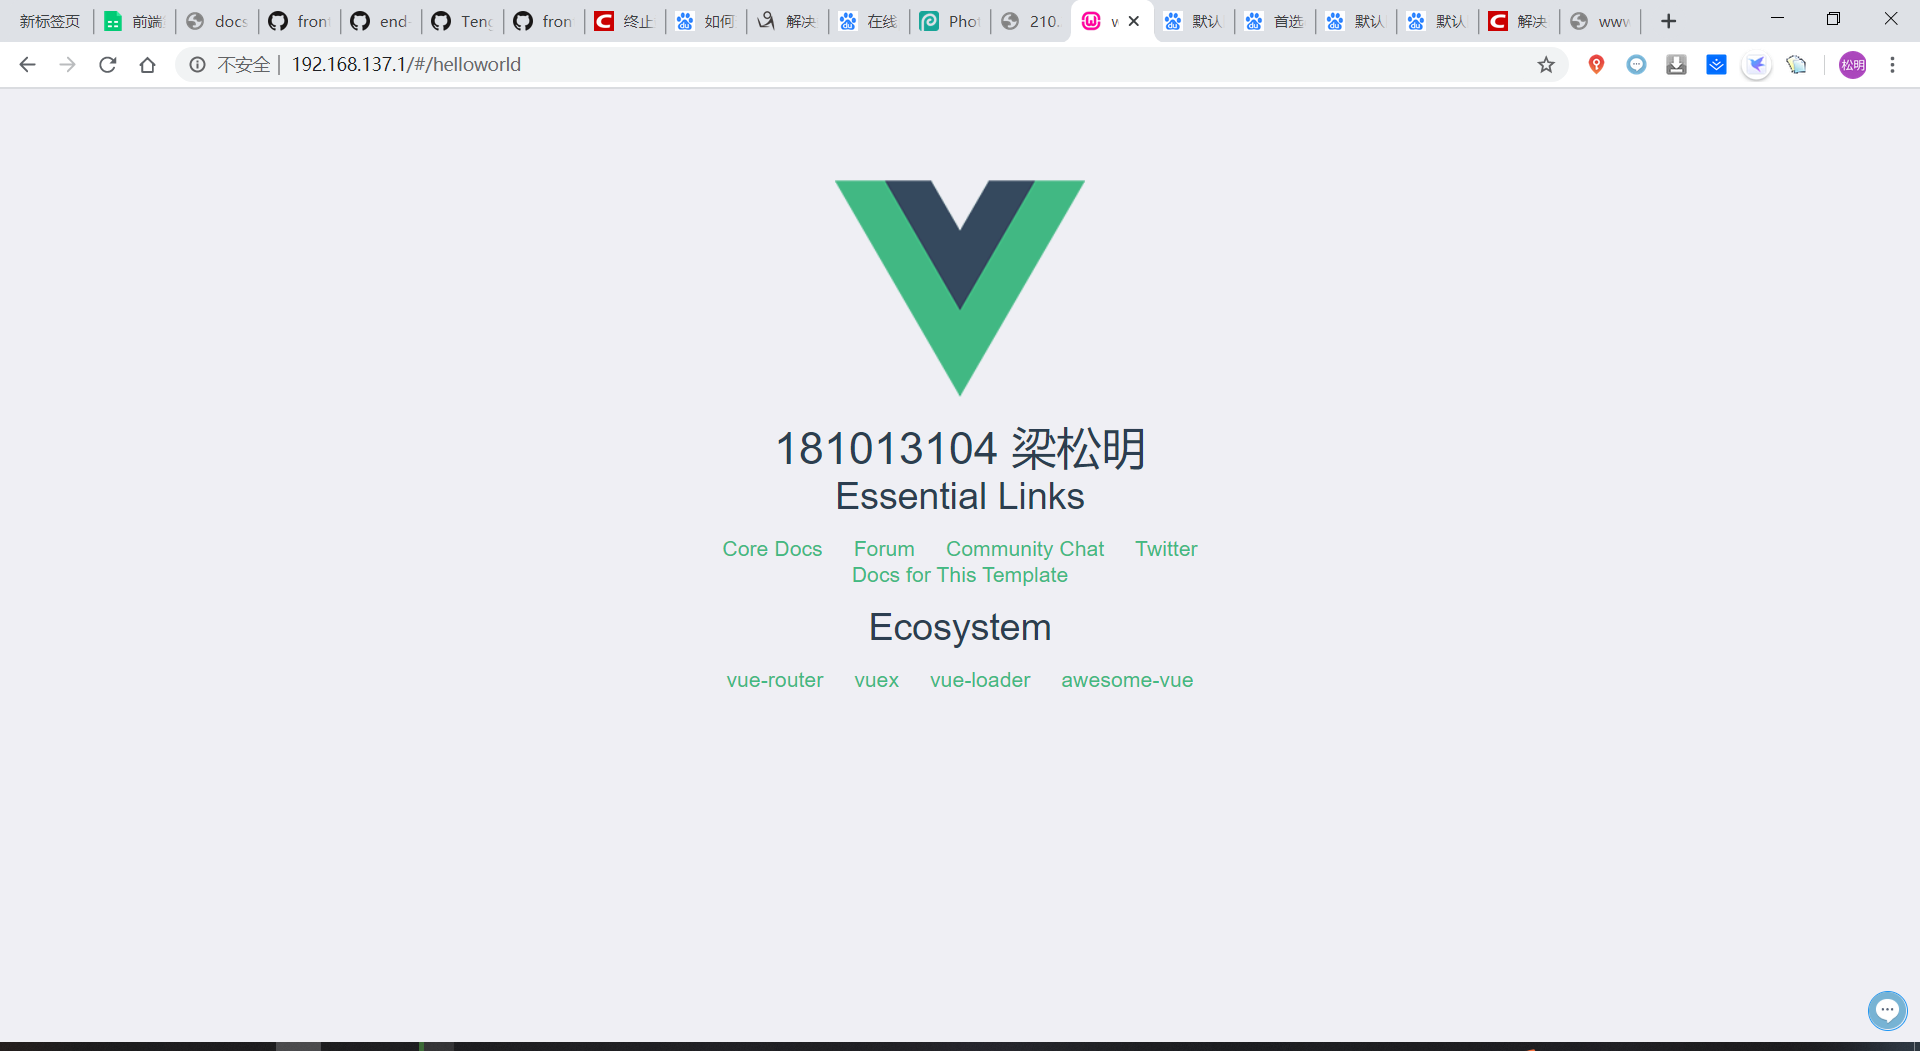 新标签页 前端 docs front end- Teng fron 终止 如何 解决 在线 Phot 210. w 默认 首选 默认 默认 解决 www
不安全 | 192.168.137.1/#/helloworld 松明
181013104 梁松明
Essential Links
Core Docs Forum Community Chat Twitter
Docs for This Template
Ecosystem
vue-router vuex vue-loader awesome-vue